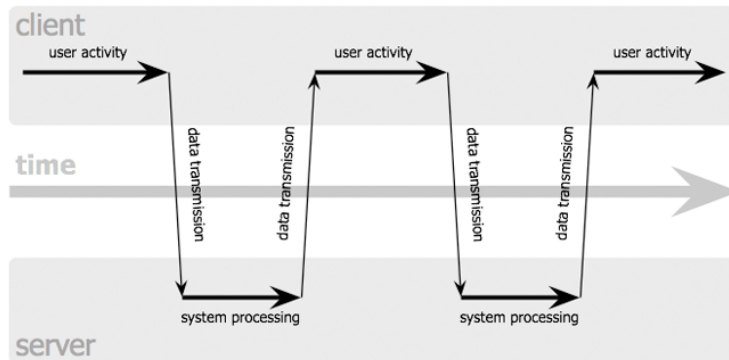 client
user activity
user activity
user activity
data transmission
data transmission
data transmission
data transmission
time
system processing
system processing
server